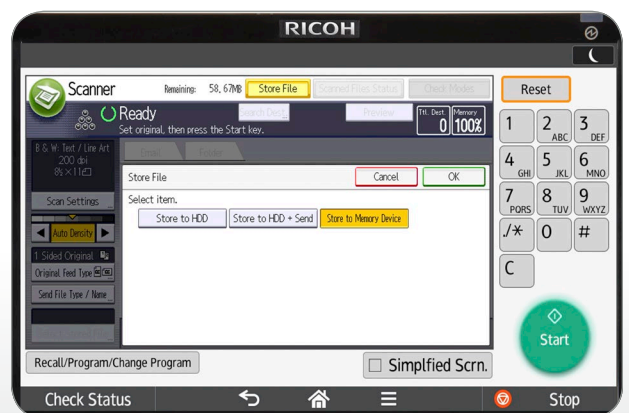 RICOH
Scanner
Remaining: 58, 67MB
Store File
Scanned Files Status
Check Modes
Reset
Ready
Search Dest.
Preview
Ttl. Dest.
0
Memory
100%
Set original, then press the Start key.
B & W: Text / Line Art
200 dpi
8½×11
Scan Settings
Auto Density
1 Sided Original
Original Feed Type
Send File Type / Name
Email
Folder
Store File
Cancel
OK
Select item.
Store to HDD
Store to HDD + Send
Store to Memory Device
1
2 ABC
3 DEF
4 GHI
5 JKL
6 MNO
7 PQRS
8 TUV
9 WXYZ
./*
0
#
C
Start
Recall/Program/Change Program
Simplfied Scrn.
Check Status
Stop